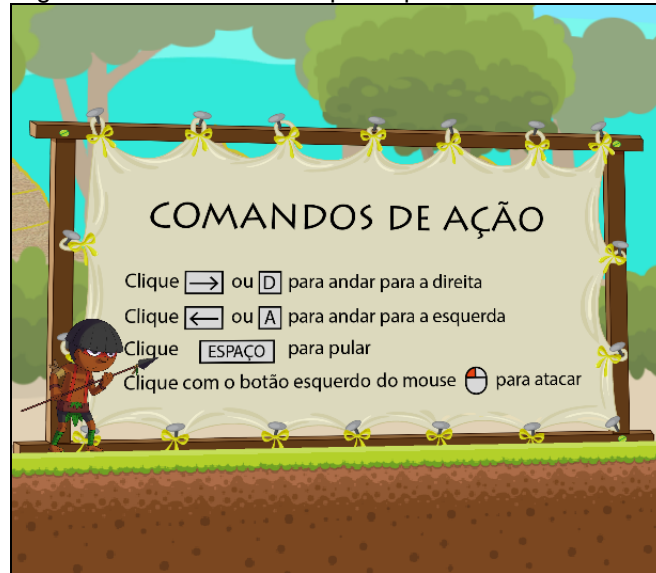 COMANDOS DE AÇÃO
Clique → ou D para andar para a direita
Clique ← ou A para andar para a esquerda
Clique ESPAÇO para pular
Clique com o botão esquerdo do mouse para atacar